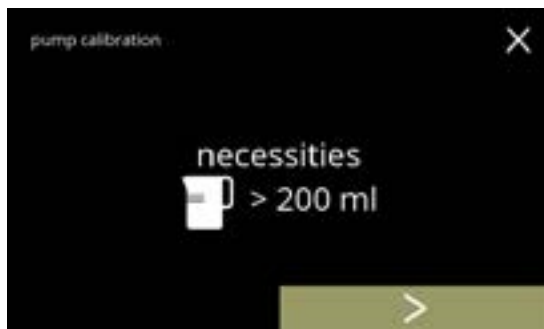 pump calibration
necessities
> 200 ml